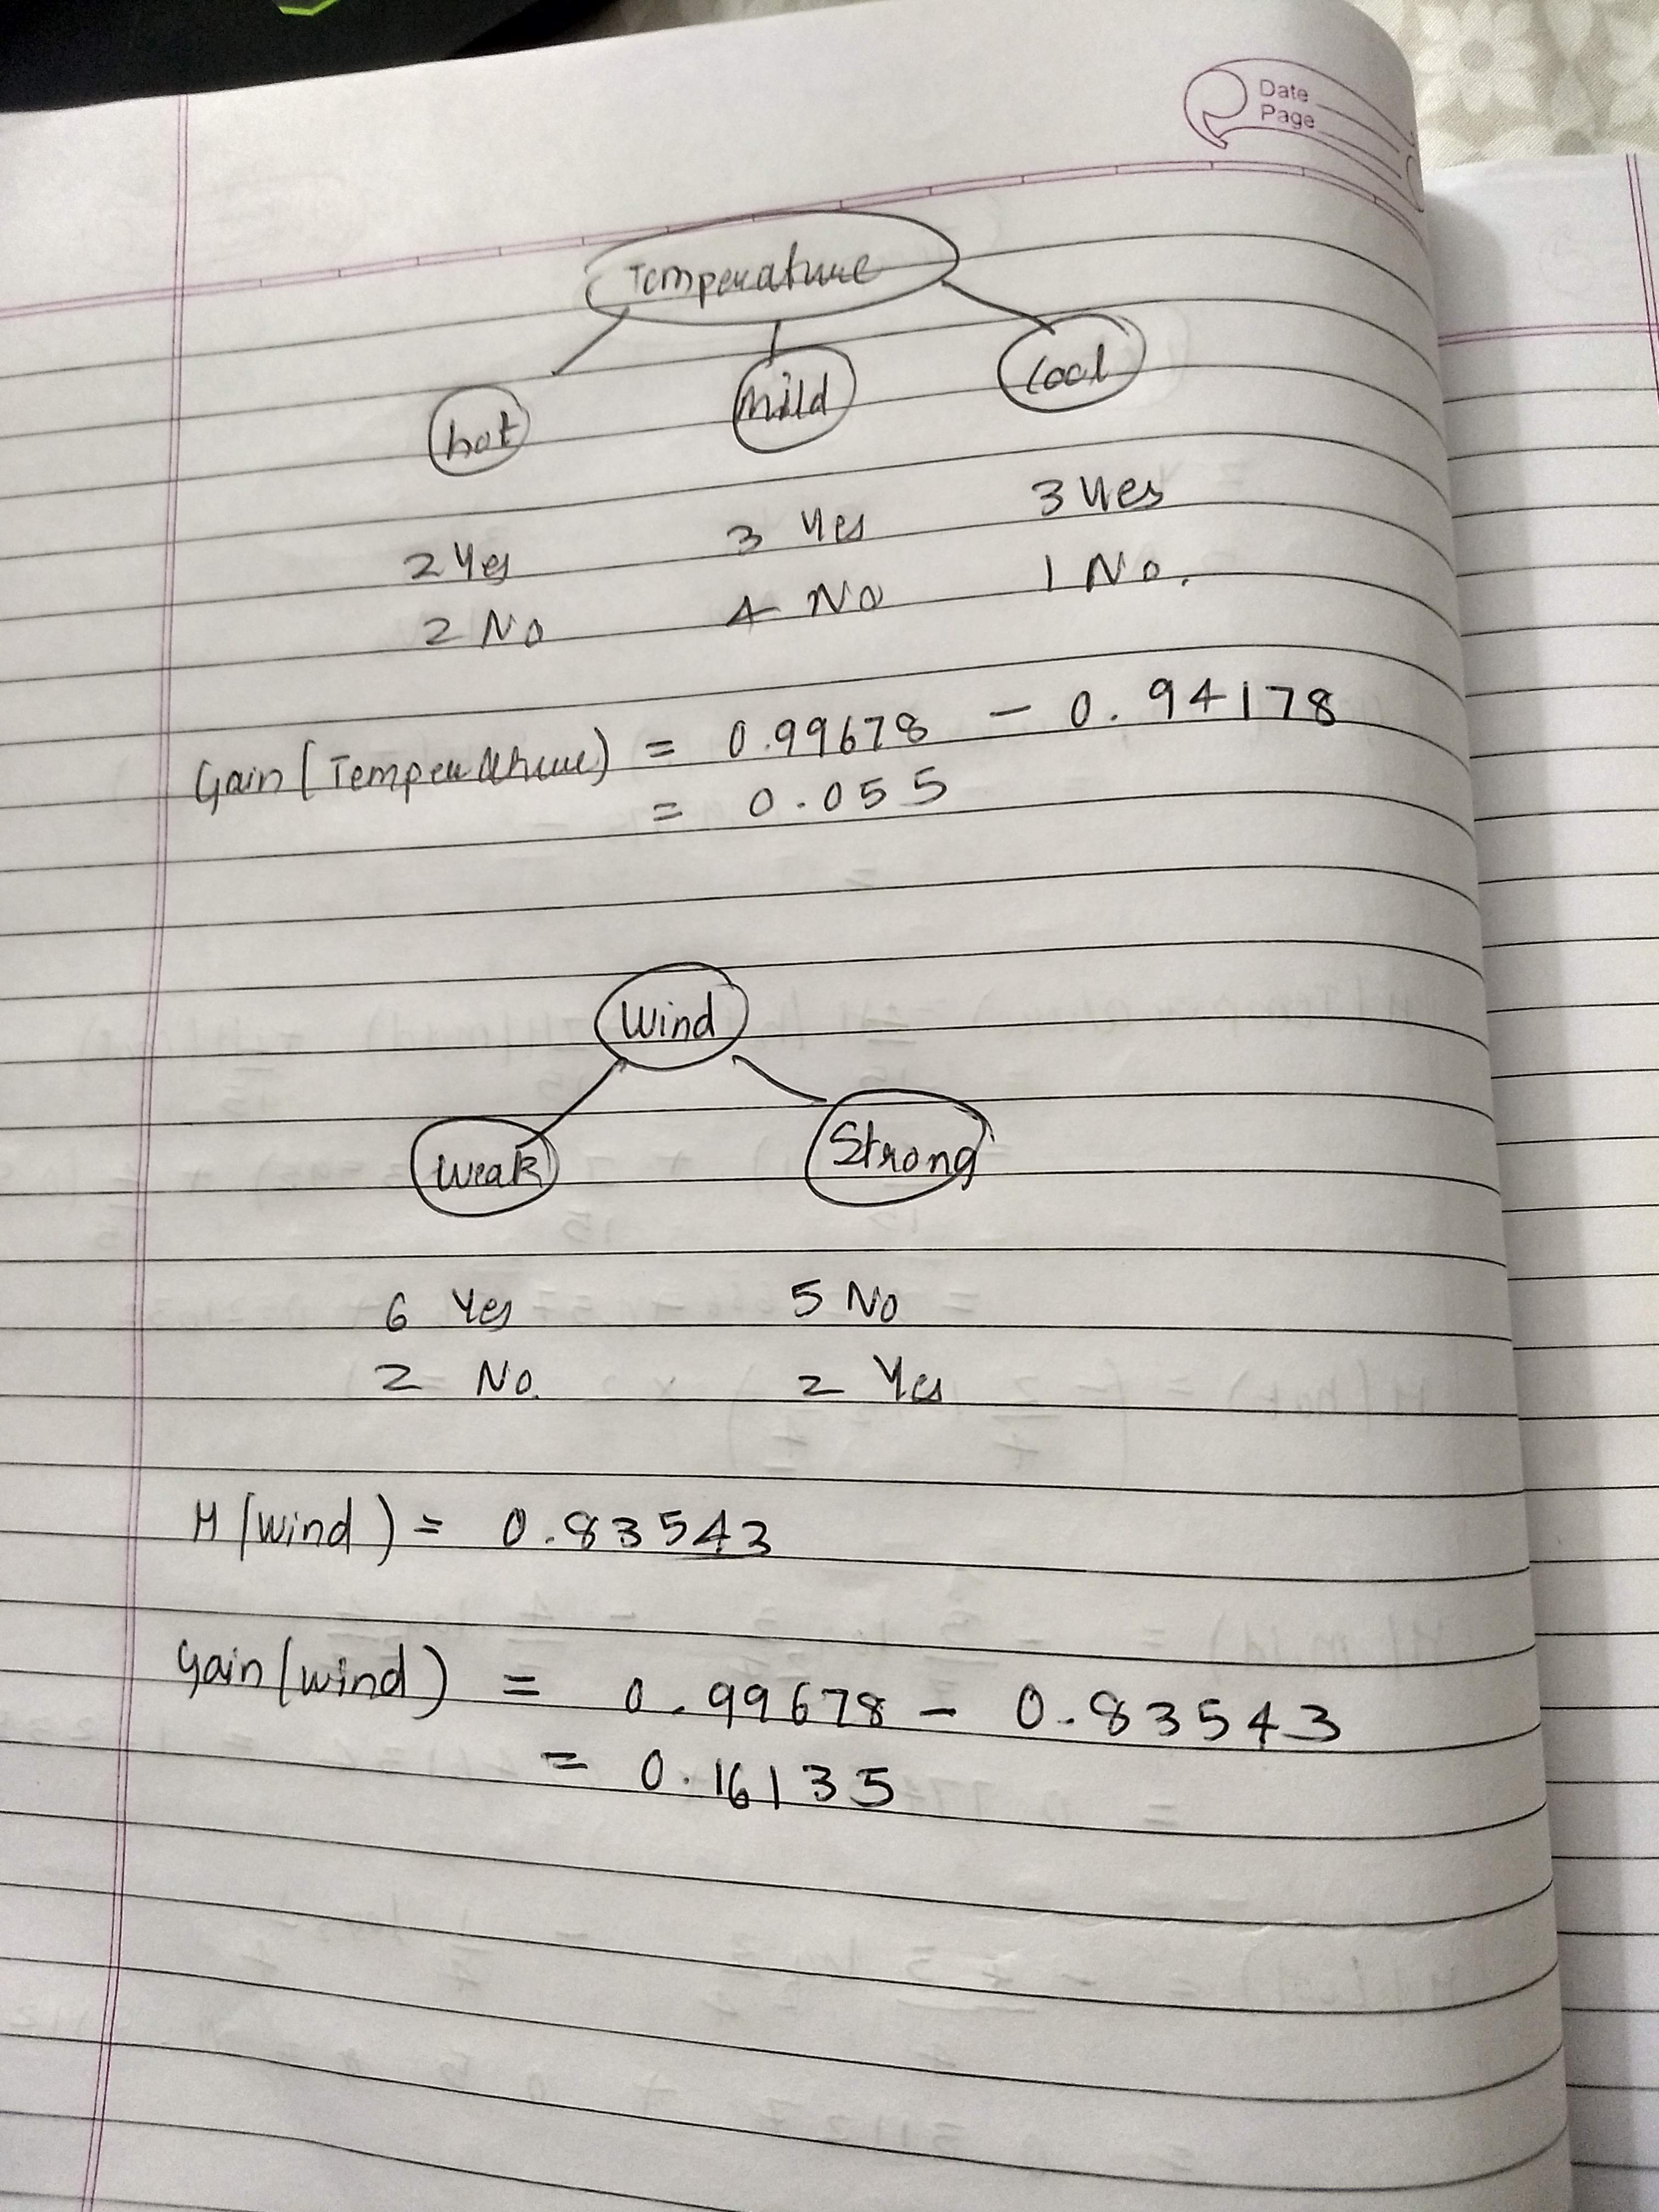 Date
Page
Temperature
hot mild Cool
2 Yes 3 Yes 3 Yes
2 No 4 No 1 No.
Gain (Temperature) = 0.99678 - 0.94178
= 0.055
Wind
Weak Strong
6 Yes 5 No
2 No. 2 Yes
H (wind) = 0.83543
Gain (wind) = 0.99678 - 0.83543
= 0.16135